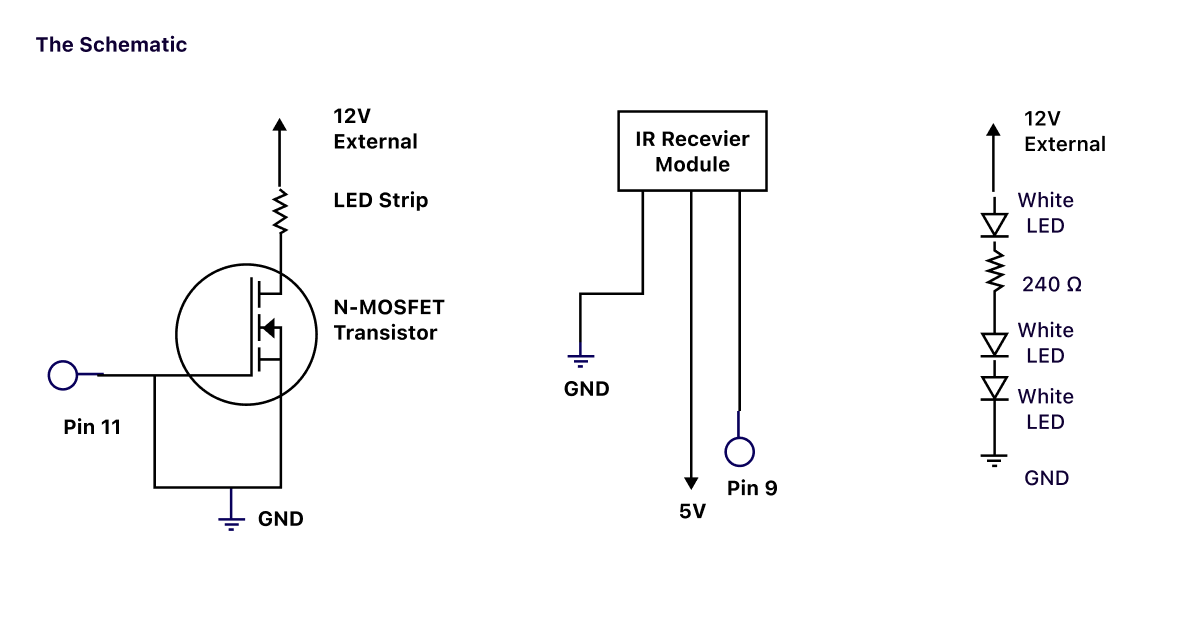 The Schematic
12V
External
LED Strip
N-MOSFET
Transistor
Pin 11
GND
IR Recevier
Module
GND
5V
Pin 9
12V
External
White
LED
240 Ω
White
LED
White
LED
GND